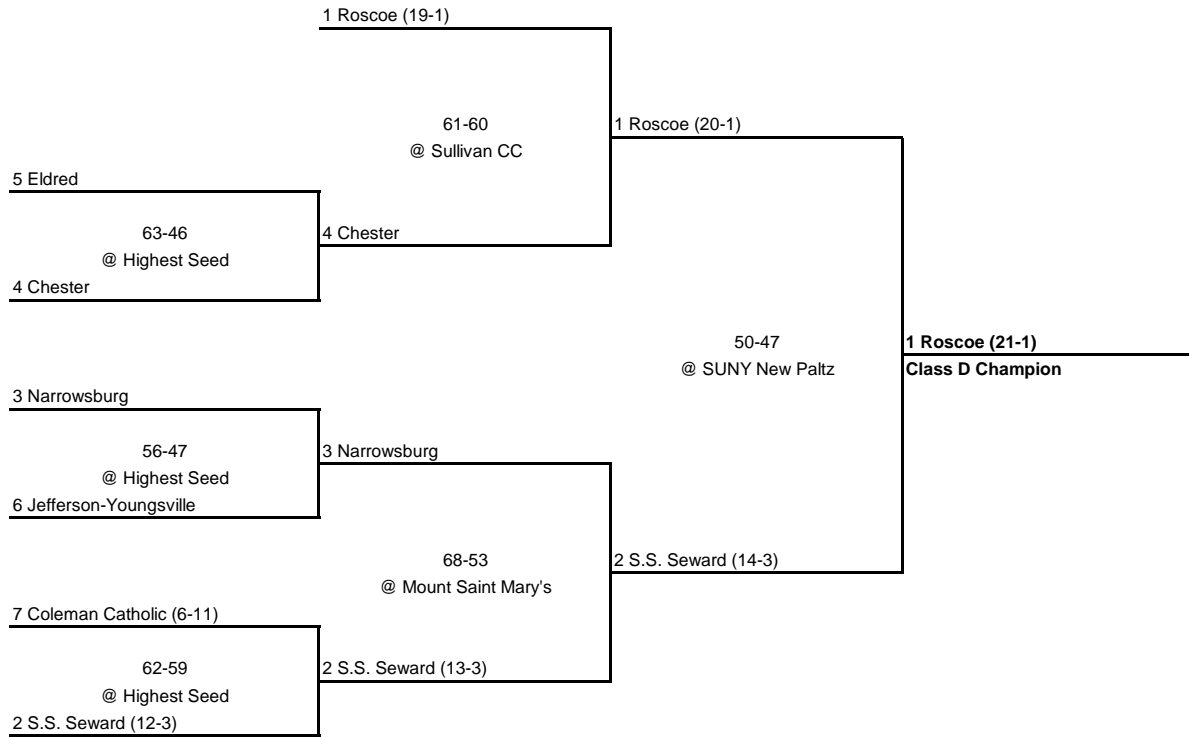 1 Roscoe (19-1)
61-60
@ Sullivan CC
1 Roscoe (20-1)
5 Eldred
63-46
@ Highest Seed
4 Chester
4 Chester
50-47
@ SUNY New Paltz
1 Roscoe (21-1)
Class D Champion
3 Narrowsburg
56-47
@ Highest Seed
3 Narrowsburg
6 Jefferson-Youngsville
68-53
@ Mount Saint Mary's
2 S.S. Seward (14-3)
7 Coleman Catholic (6-11)
62-59
@ Highest Seed
2 S.S. Seward (13-3)
2 S.S. Seward (12-3)